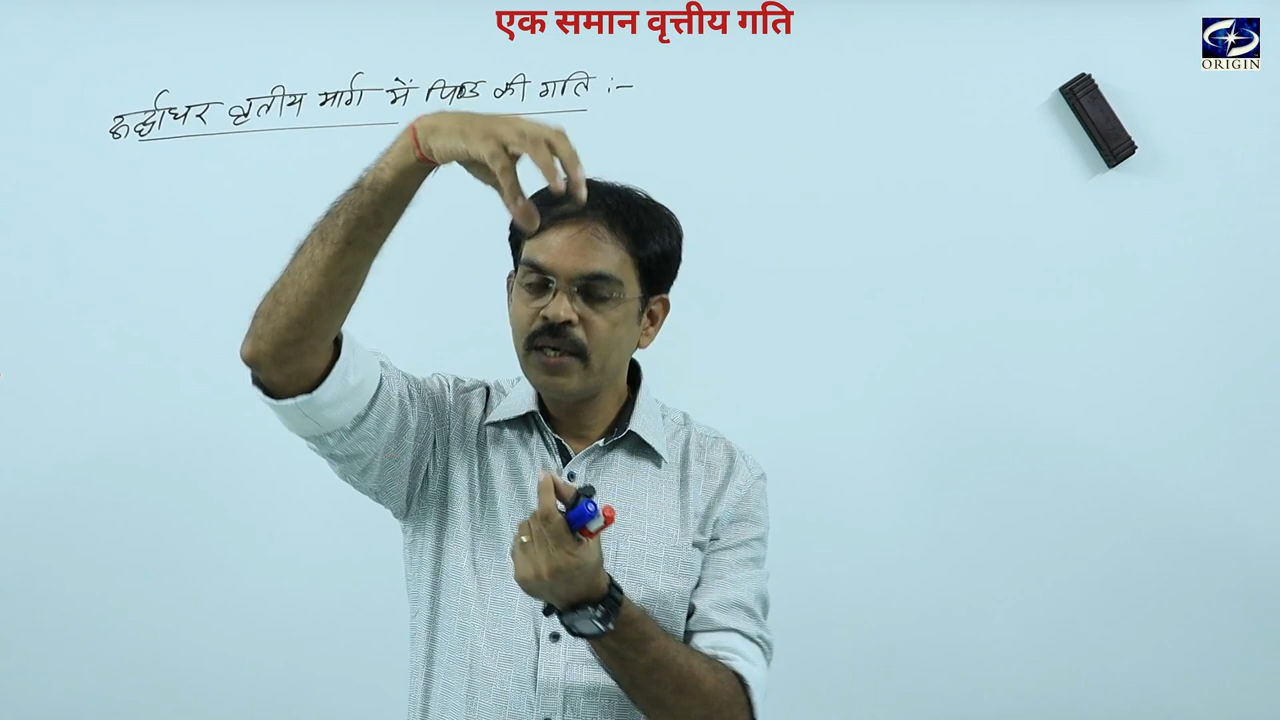 एक समान वृत्तीय गति
ORIGIN
ऊर्ध्वाधर वृतीय मार्ग में पिण्ड की गति :-